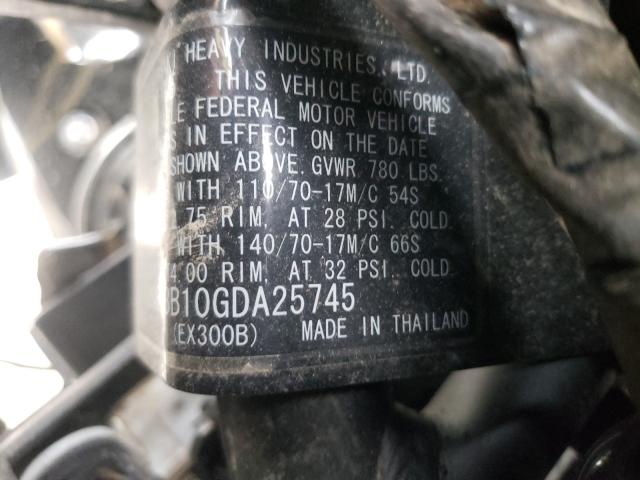 HEAVY INDUSTRIES, LTD.
THIS VEHICLE CONFORMS
FEDERAL MOTOR VEHICLE
IN EFFECT ON THE DATE
SHOWN ABOVE. GVWR 780 LBS.
WITH 110/70-17M/C 54S
75 RIM, AT 28 PSI. COLD.
WITH 140/70-17M/C 66S
4.00 RIM, AT 32 PSI. COLD.
B10GDA25745
(EX300B) MADE IN THAILAND